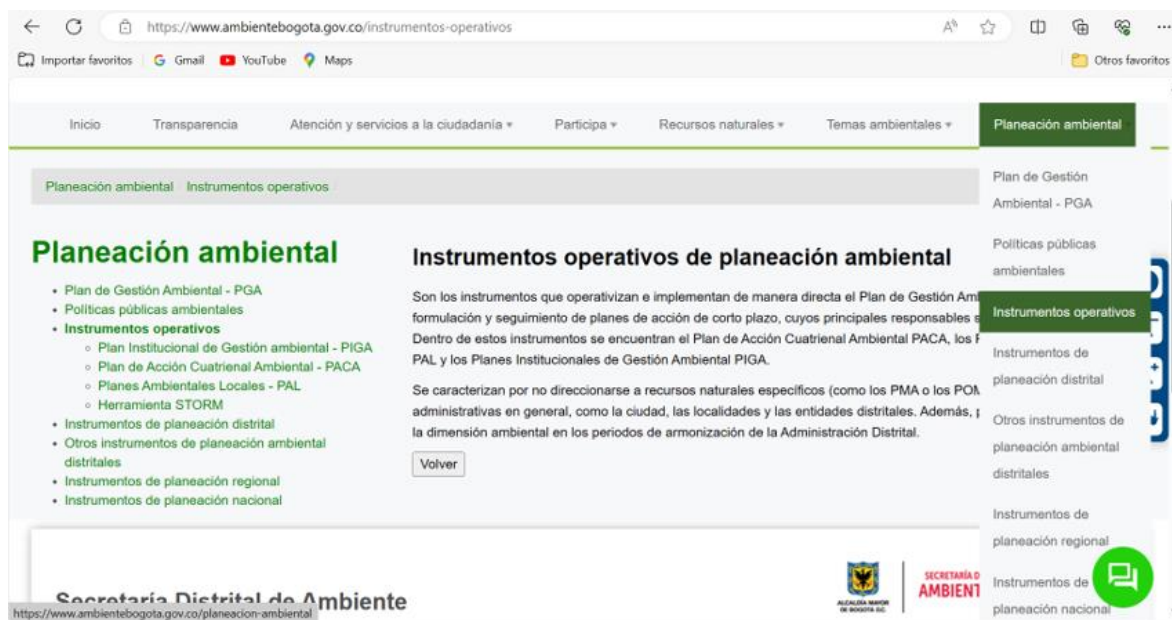 https://www.ambientebogota.gov.co/instrumentos-operativos
Importar favoritos Gmail YouTube Maps Otros favoritos
Inicio Transparencia Atención y servicios a la ciudadanía Participa Recursos naturales Temas ambientales Planeación ambiental
Planeación ambiental Instrumentos operativos
Planeación ambiental
• Plan de Gestión Ambiental - PGA
• Políticas públicas ambientales
• Instrumentos operativos
◦ Plan Institucional de Gestión ambiental - PIGA
◦ Plan de Acción Cuatrienal Ambiental - PACA
◦ Planes Ambientales Locales - PAL
◦ Herramienta STORM
• Instrumentos de planeación distrital
• Otros instrumentos de planeación ambiental
distritales
• Instrumentos de planeación regional
• Instrumentos de planeación nacional
Instrumentos operativos de planeación ambiental
Son los instrumentos que operativizan e implementan de manera directa el Plan de Gestión Am
formulación y seguimiento de planes de acción de corto plazo, cuyos principales responsables s
Dentro de estos instrumentos se encuentran el Plan de Acción Cuatrienal Ambiental PACA, los
PAL y los Planes Institucionales de Gestión Ambiental PIGA.
Se caracterizan por no direccionarse a recursos naturales específicos (como los PMA o los
administrativas en general, como la ciudad, las localidades y las entidades distritales. Además,
la dimensión ambiental en los periodos de armonización de la Administración Distrital.
Volver
Plan de Gestión
Ambiental - PGA
Políticas públicas
ambientales
Instrumentos operativos
Instrumentos de
planeación distrital
Otros instrumentos de
planeación ambiental
distritales
Instrumentos de
planeación regional
Instrumentos de
planeación nacional
Secretaría Distrital de Ambiente
ALCALDÍA MAYOR
DE BOGOTÁ D.C.
SECRETARÍA D
AMBIENT
https://www.ambientebogota.gov.co/planeacion-ambiental